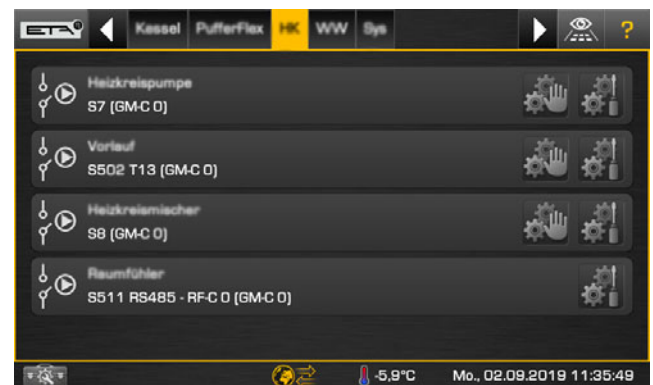 ETA
Kessel PufferFlex HK WW Sys ?
Heizkreispumpe
S7 (GM-C 0)
Vorlauf
S502 T13 (GM-C 0)
Heizkreismischer
S8 (GM-C 0)
Raumfühler
S511 RS485 - RF-C 0 (GM-C 0)
-5,9°C Mo., 02.09.2019 11:35:49